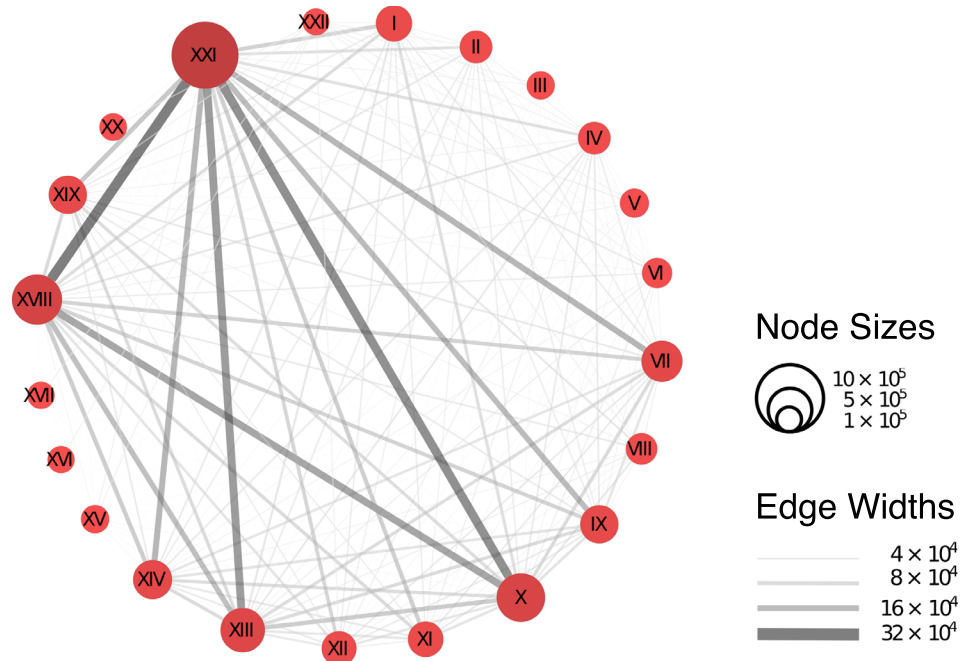 XXII
I
XXI
II
III
XX
IV
XIX
V
VI
XVIII
VII
XVII
VIII
XVI
XV
IX
XIV
X
XIII
XI
XII
Node Sizes
10 × 10⁵
5 × 10⁵
1 × 10⁵
Edge Widths
4 × 10⁴
8 × 10⁴
16 × 10⁴
32 × 10⁴